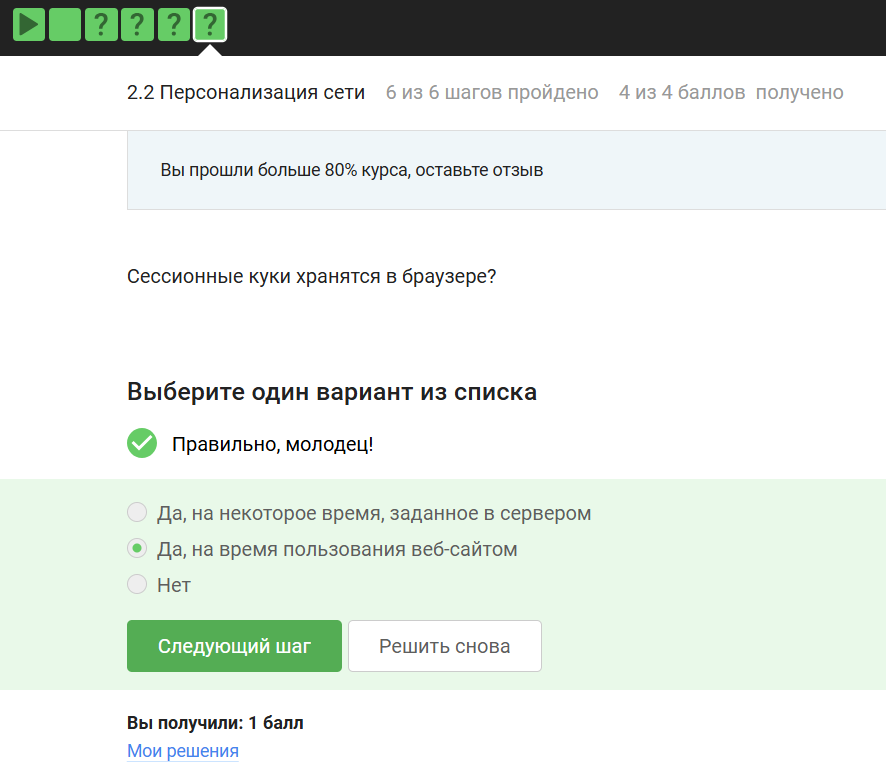 ? ? ? ?
2.2 Персонализация сети 6 из 6 шагов пройдено 4 из 4 баллов получено
Вы прошли больше 80% курса, оставьте отзыв
Сессионные куки хранятся в браузере?
Выберите один вариант из списка
Правильно, молодец!
Да, на некоторое время, заданное в сервером
Да, на время пользования веб-сайтом
Нет
Следующий шаг Решить снова
Вы получили: 1 балл
Мои решения